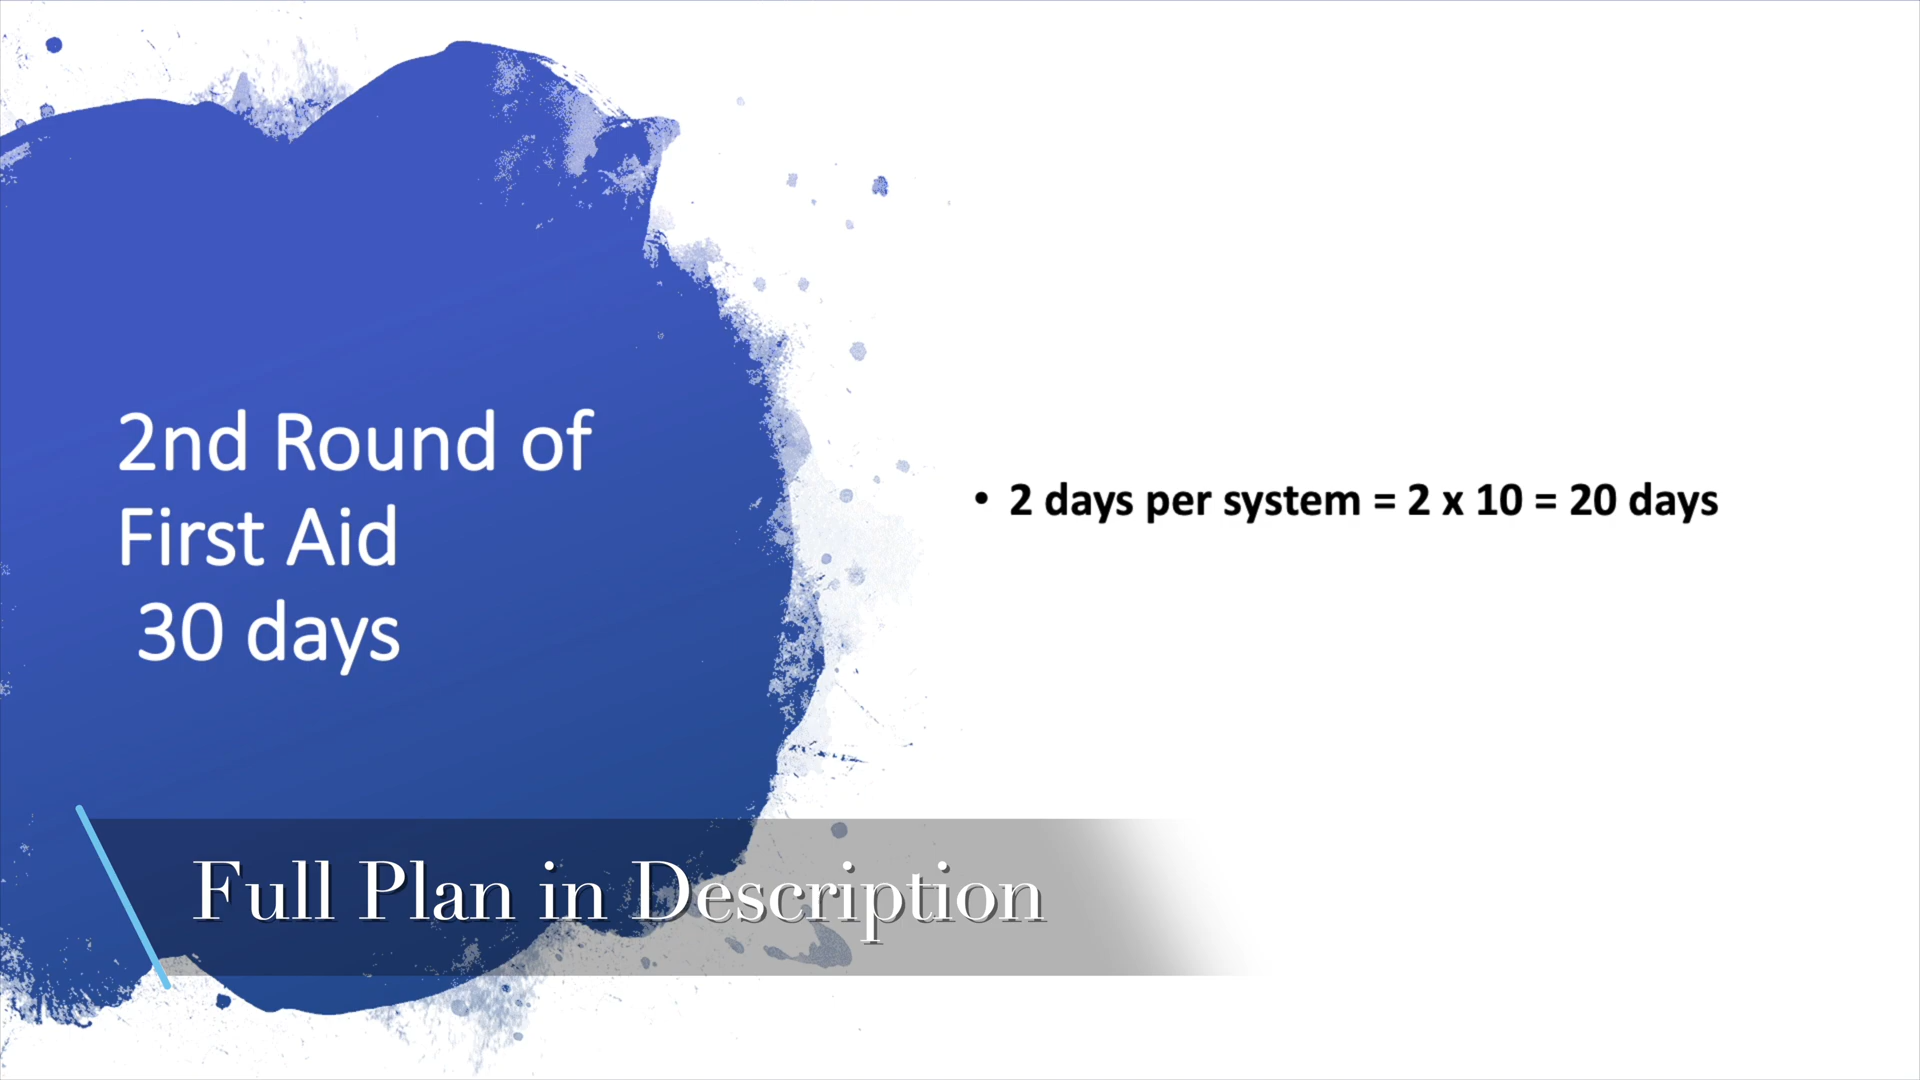 2nd Round of
First Aid
30 days
• 2 days per system = 2 x 10 = 20 days
Full Plan in Description